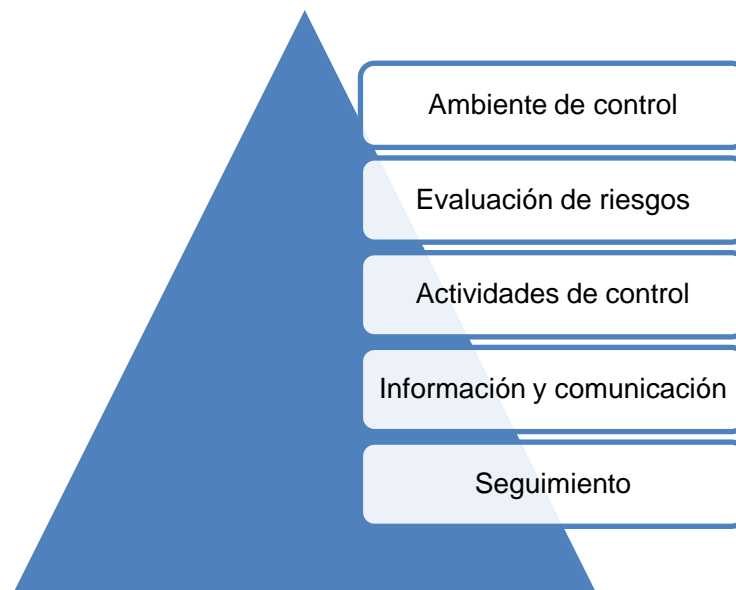 Ambiente de control
Evaluación de riesgos
Actividades de control
Información y comunicación
Seguimiento